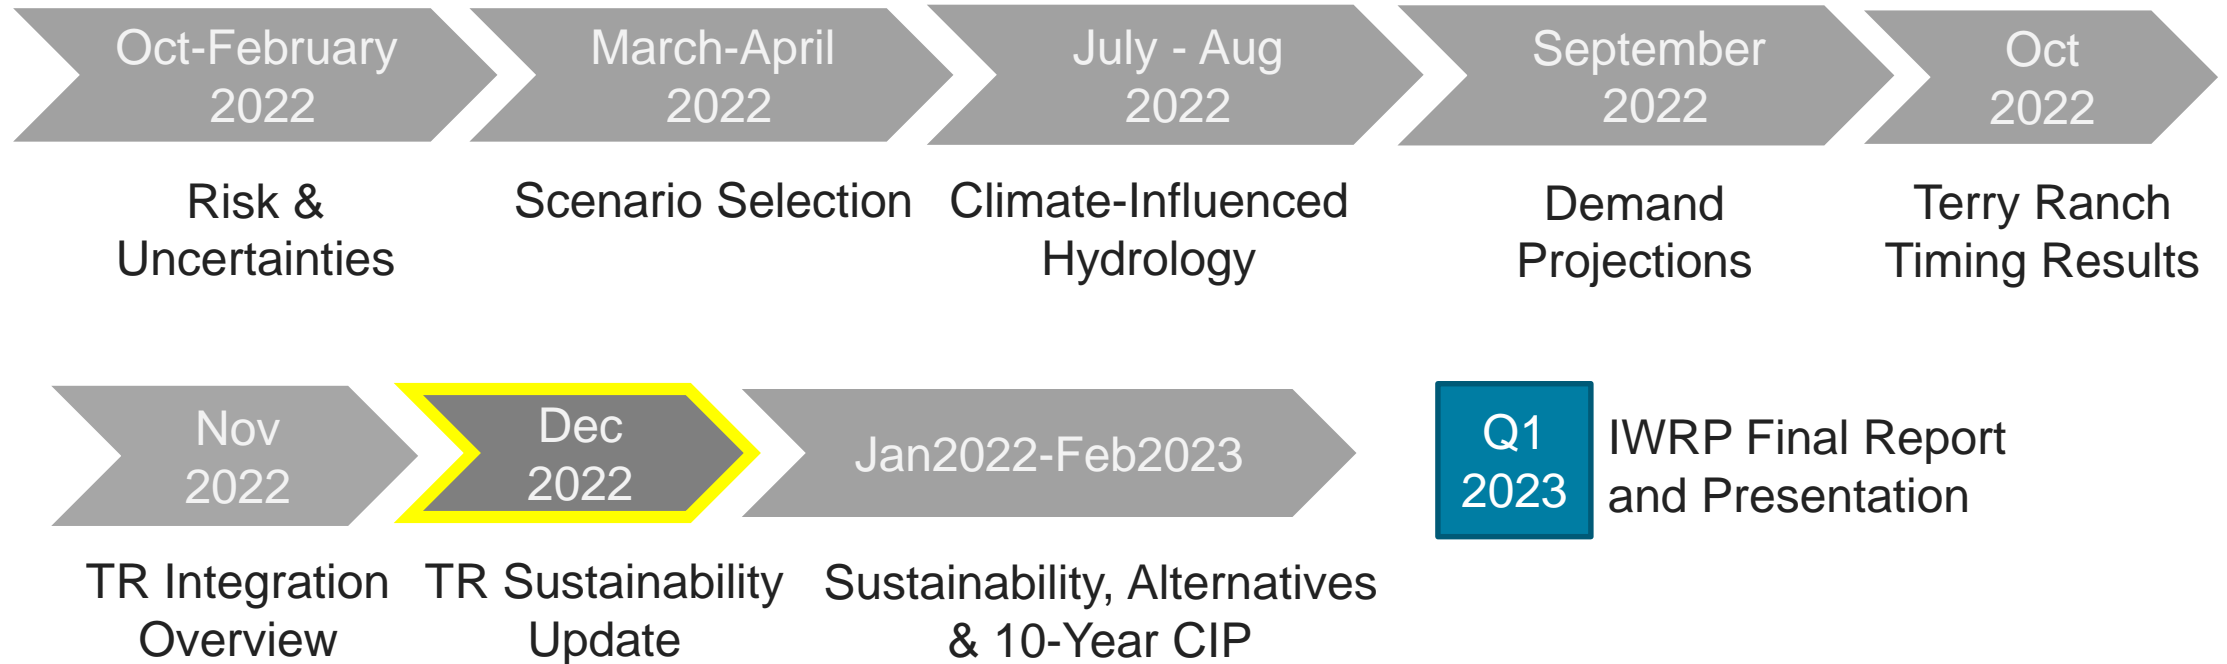 Oct-February
2022
March-April
2022
July - Aug
2022
September
2022
Oct
2022
Risk &
Uncertainties
Scenario Selection
Climate-Influenced
Hydrology
Demand
Projections
Terry Ranch
Timing Results
Nov
2022
Dec
2022
Jan2022-Feb2023
Q1
2023
IWRP Final Report
and Presentation
TR Integration
Overview
TR Sustainability
Update
Sustainability, Alternatives
& 10-Year CIP